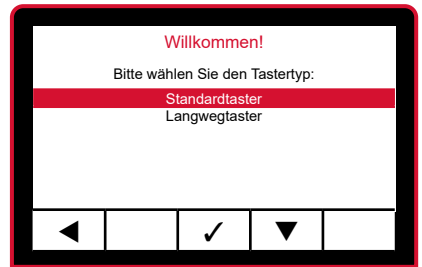 Willkommen!
Bitte wählen Sie den Tastertyp:
Standardtaster
Langwegtaster